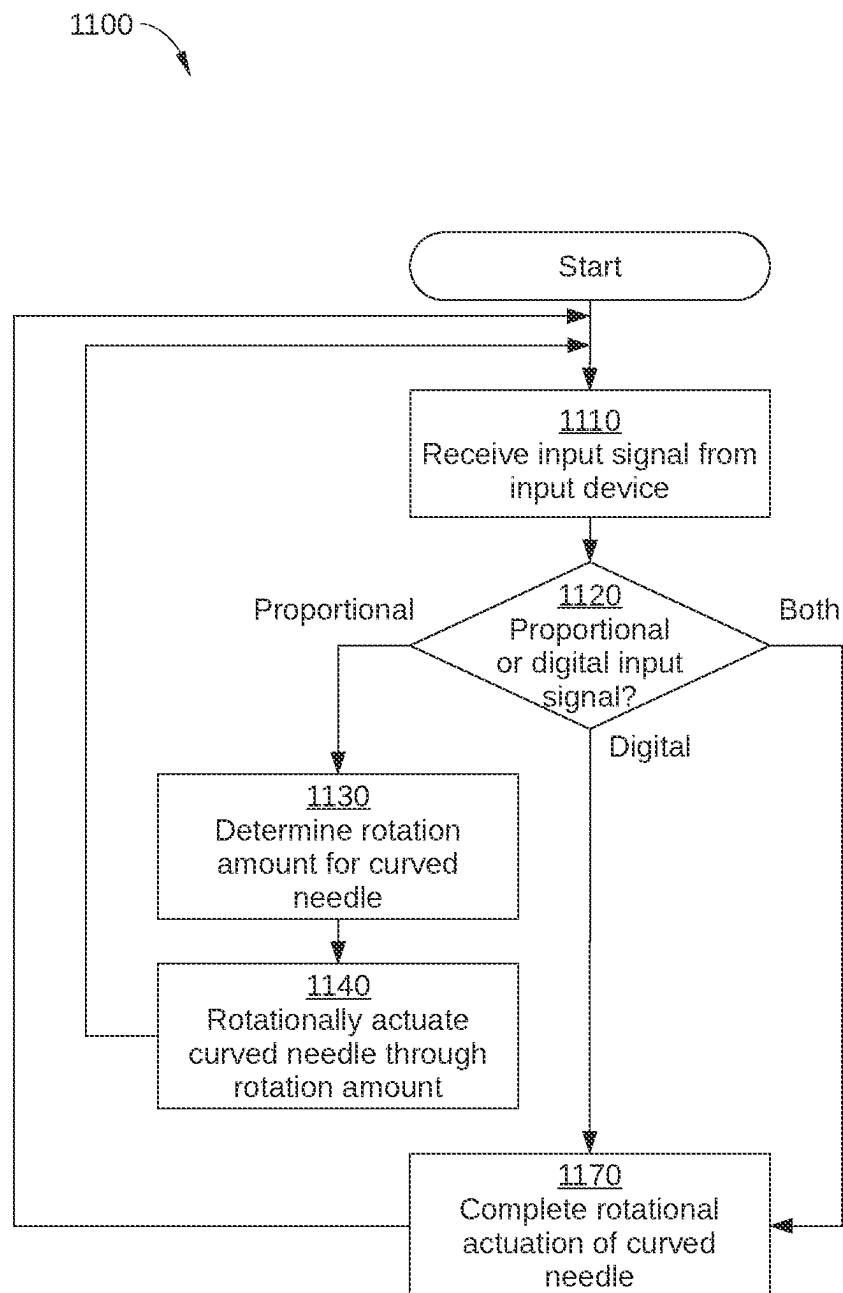 1100
Start
1110
Receive input signal from
input device
1120
Proportional
or digital input
signal?
Proportional
Both
Digital
1130
Determine rotation
amount for curved
needle
1140
Rotationally actuate
curved needle through
rotation amount
1170
Complete rotational
actuation of curved
needle